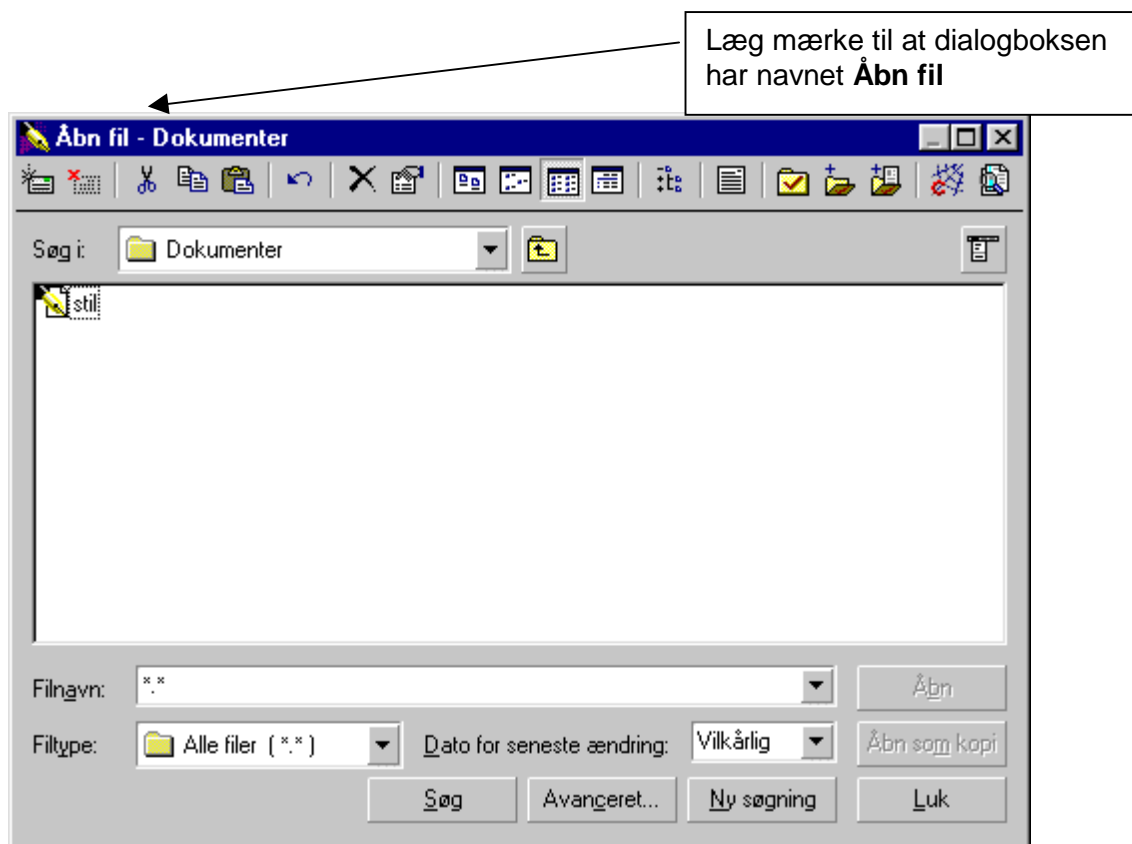 Læg mærke til at dialogboksen
har navnet Åbn fil
Åbn fil - Dokumenter
Søg i: Dokumenter
stil
Filnavn: *.* Åbn
Filtype: Alle filer ( *.* ) Dato for seneste ændring: Vilkårlig Åbn som kopi
Søg Avanceret... Ny søgning Luk